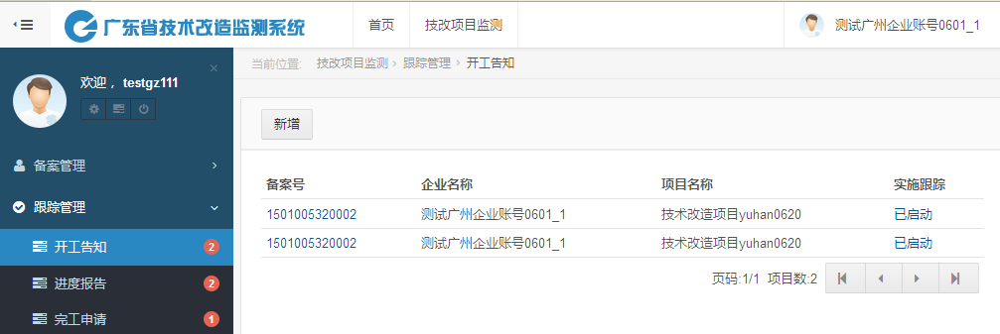 广东省技术改造监测系统
首页
技改项目监测
测试广州企业账号0601_1
欢迎，testgz111
备案管理
跟踪管理
开工告知 2
进度报告 2
完工申请 1
当前位置: 技改项目监测 跟踪管理 开工告知
新增
备案号 企业名称 项目名称 实施跟踪
1501005320002 测试广州企业账号0601_1 技术改造项目yuhan0620 已启动
1501005320002 测试广州企业账号0601_1 技术改造项目yuhan0620 已启动
页码:1/1 项目数:2